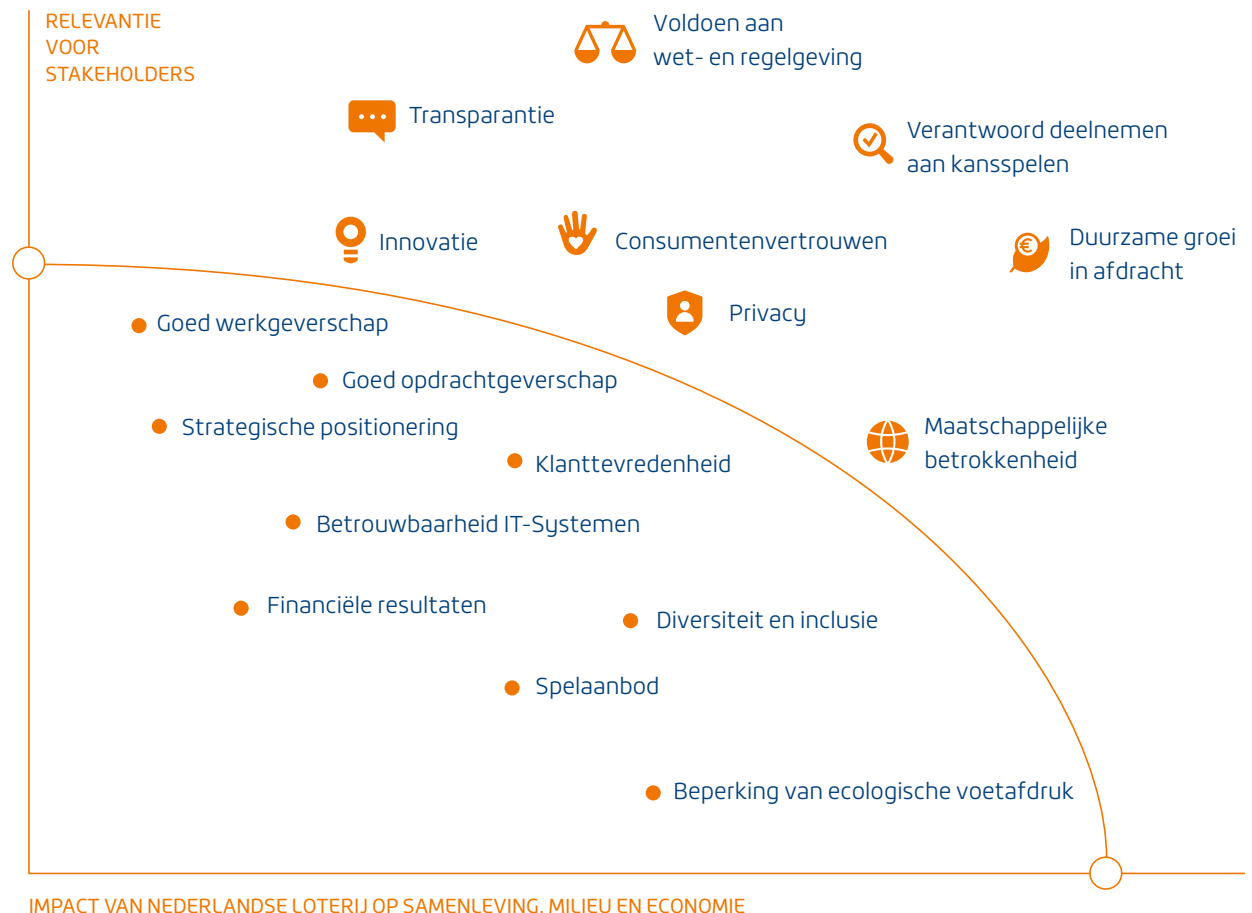 RELEVANTIE
VOOR
STAKEHOLDERS
Voldoen aan
wet- en regelgeving
Transparantie
Verantwoord deelnemen
aan kansspelen
Innovatie
Consumentenvertrouwen
Duurzame groei
in afdracht
Privacy
Goed werkgeverschap
Goed opdrachtgeverschap
Strategische positionering
Maatschappelijke
betrokkenheid
Klanttevredenheid
Betrouwbaarheid IT-Systemen
Financiële resultaten
Diversiteit en inclusie
Spelaanbod
Beperking van ecologische voetafdruk
IMPACT VAN NEDERLANDSE LOTERIJ OP SAMENLEVING. MILIEU EN ECONOMIE